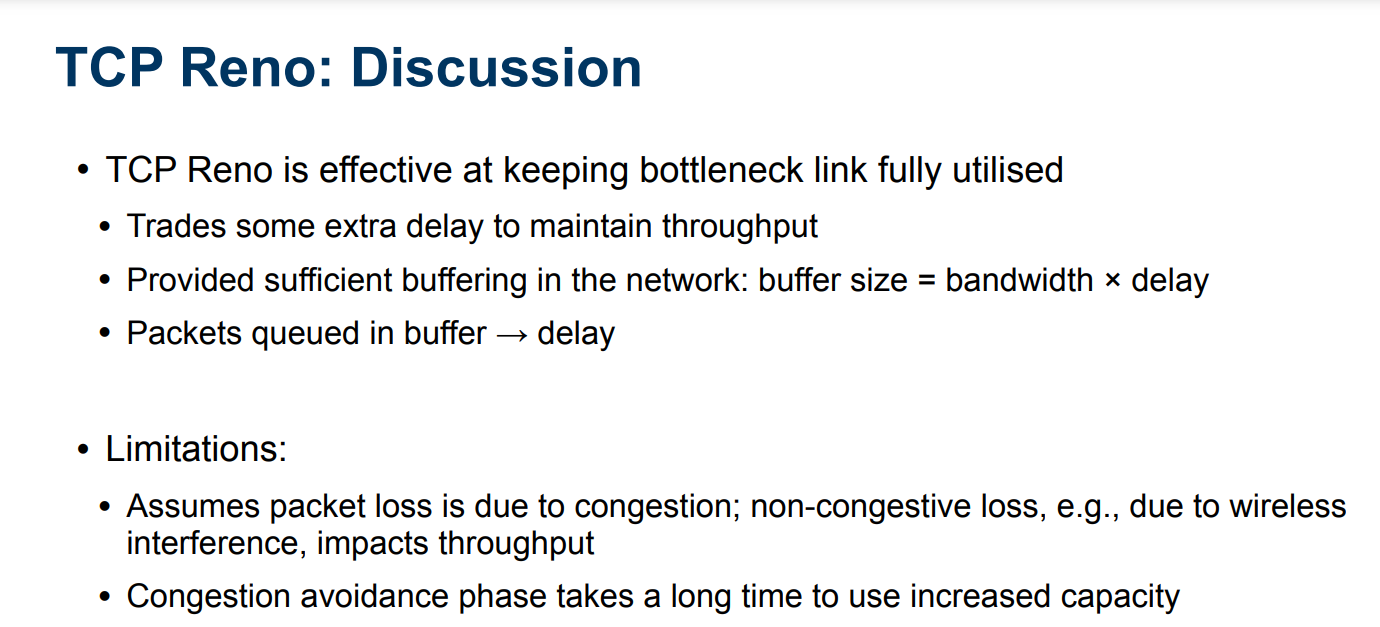 TCP Reno: Discussion
• TCP Reno is effective at keeping bottleneck link fully utilised
• Trades some extra delay to maintain throughput
• Provided sufficient buffering in the network: buffer size = bandwidth × delay
• Packets queued in buffer → delay
• Limitations:
• Assumes packet loss is due to congestion; non-congestive loss, e.g., due to wireless
interference, impacts throughput
• Congestion avoidance phase takes a long time to use increased capacity